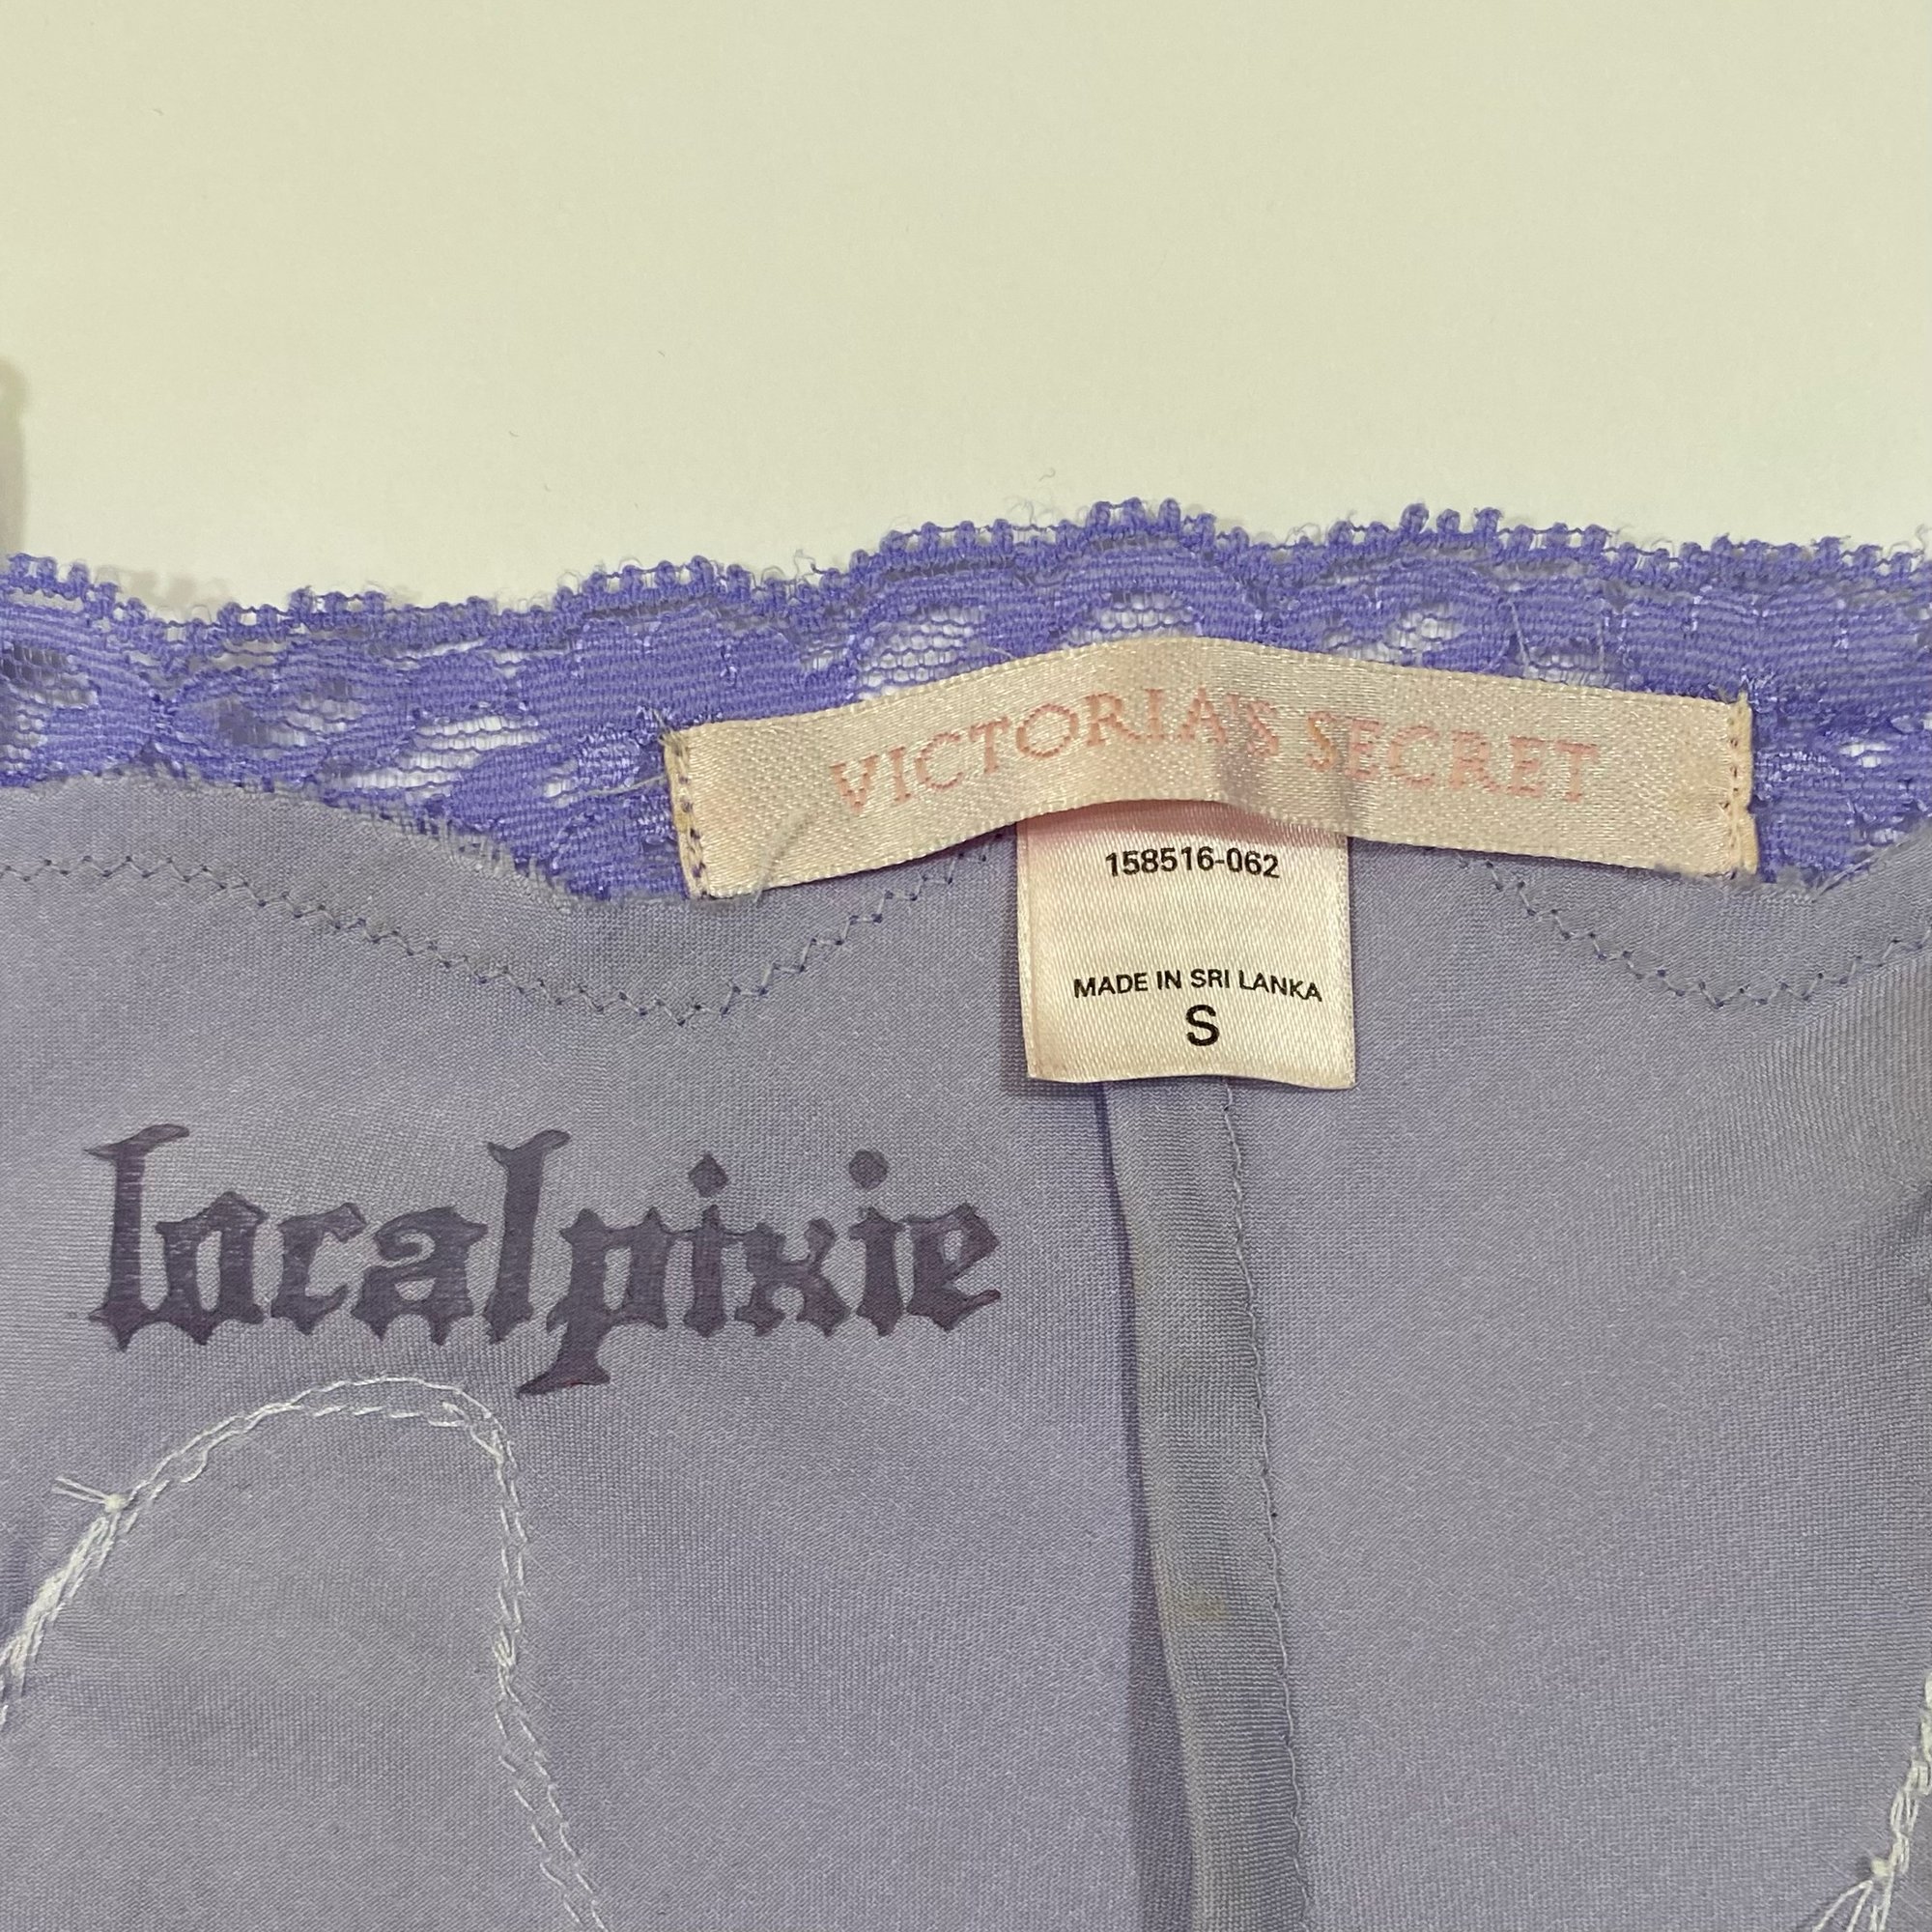 VICTORIA'S SECRET
158516-062
MADE IN SRI LANKA
S
localpixie